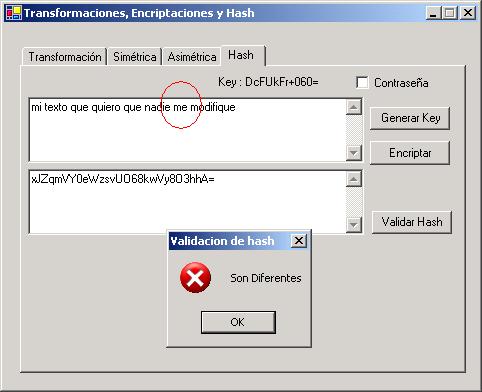 Transformaciones, Encriptaciones y Hash
Transformación Simétrica Asimétrica Hash
Key : DcFUkFr+060= Contraseña
mi texto que quiero que nadie me modifique
Generar Key
Encriptar
xJZqmVY0eWzsvUO68kwVy8O3hhA=
Validar Hash
Validacion de hash
Son Diferentes
OK